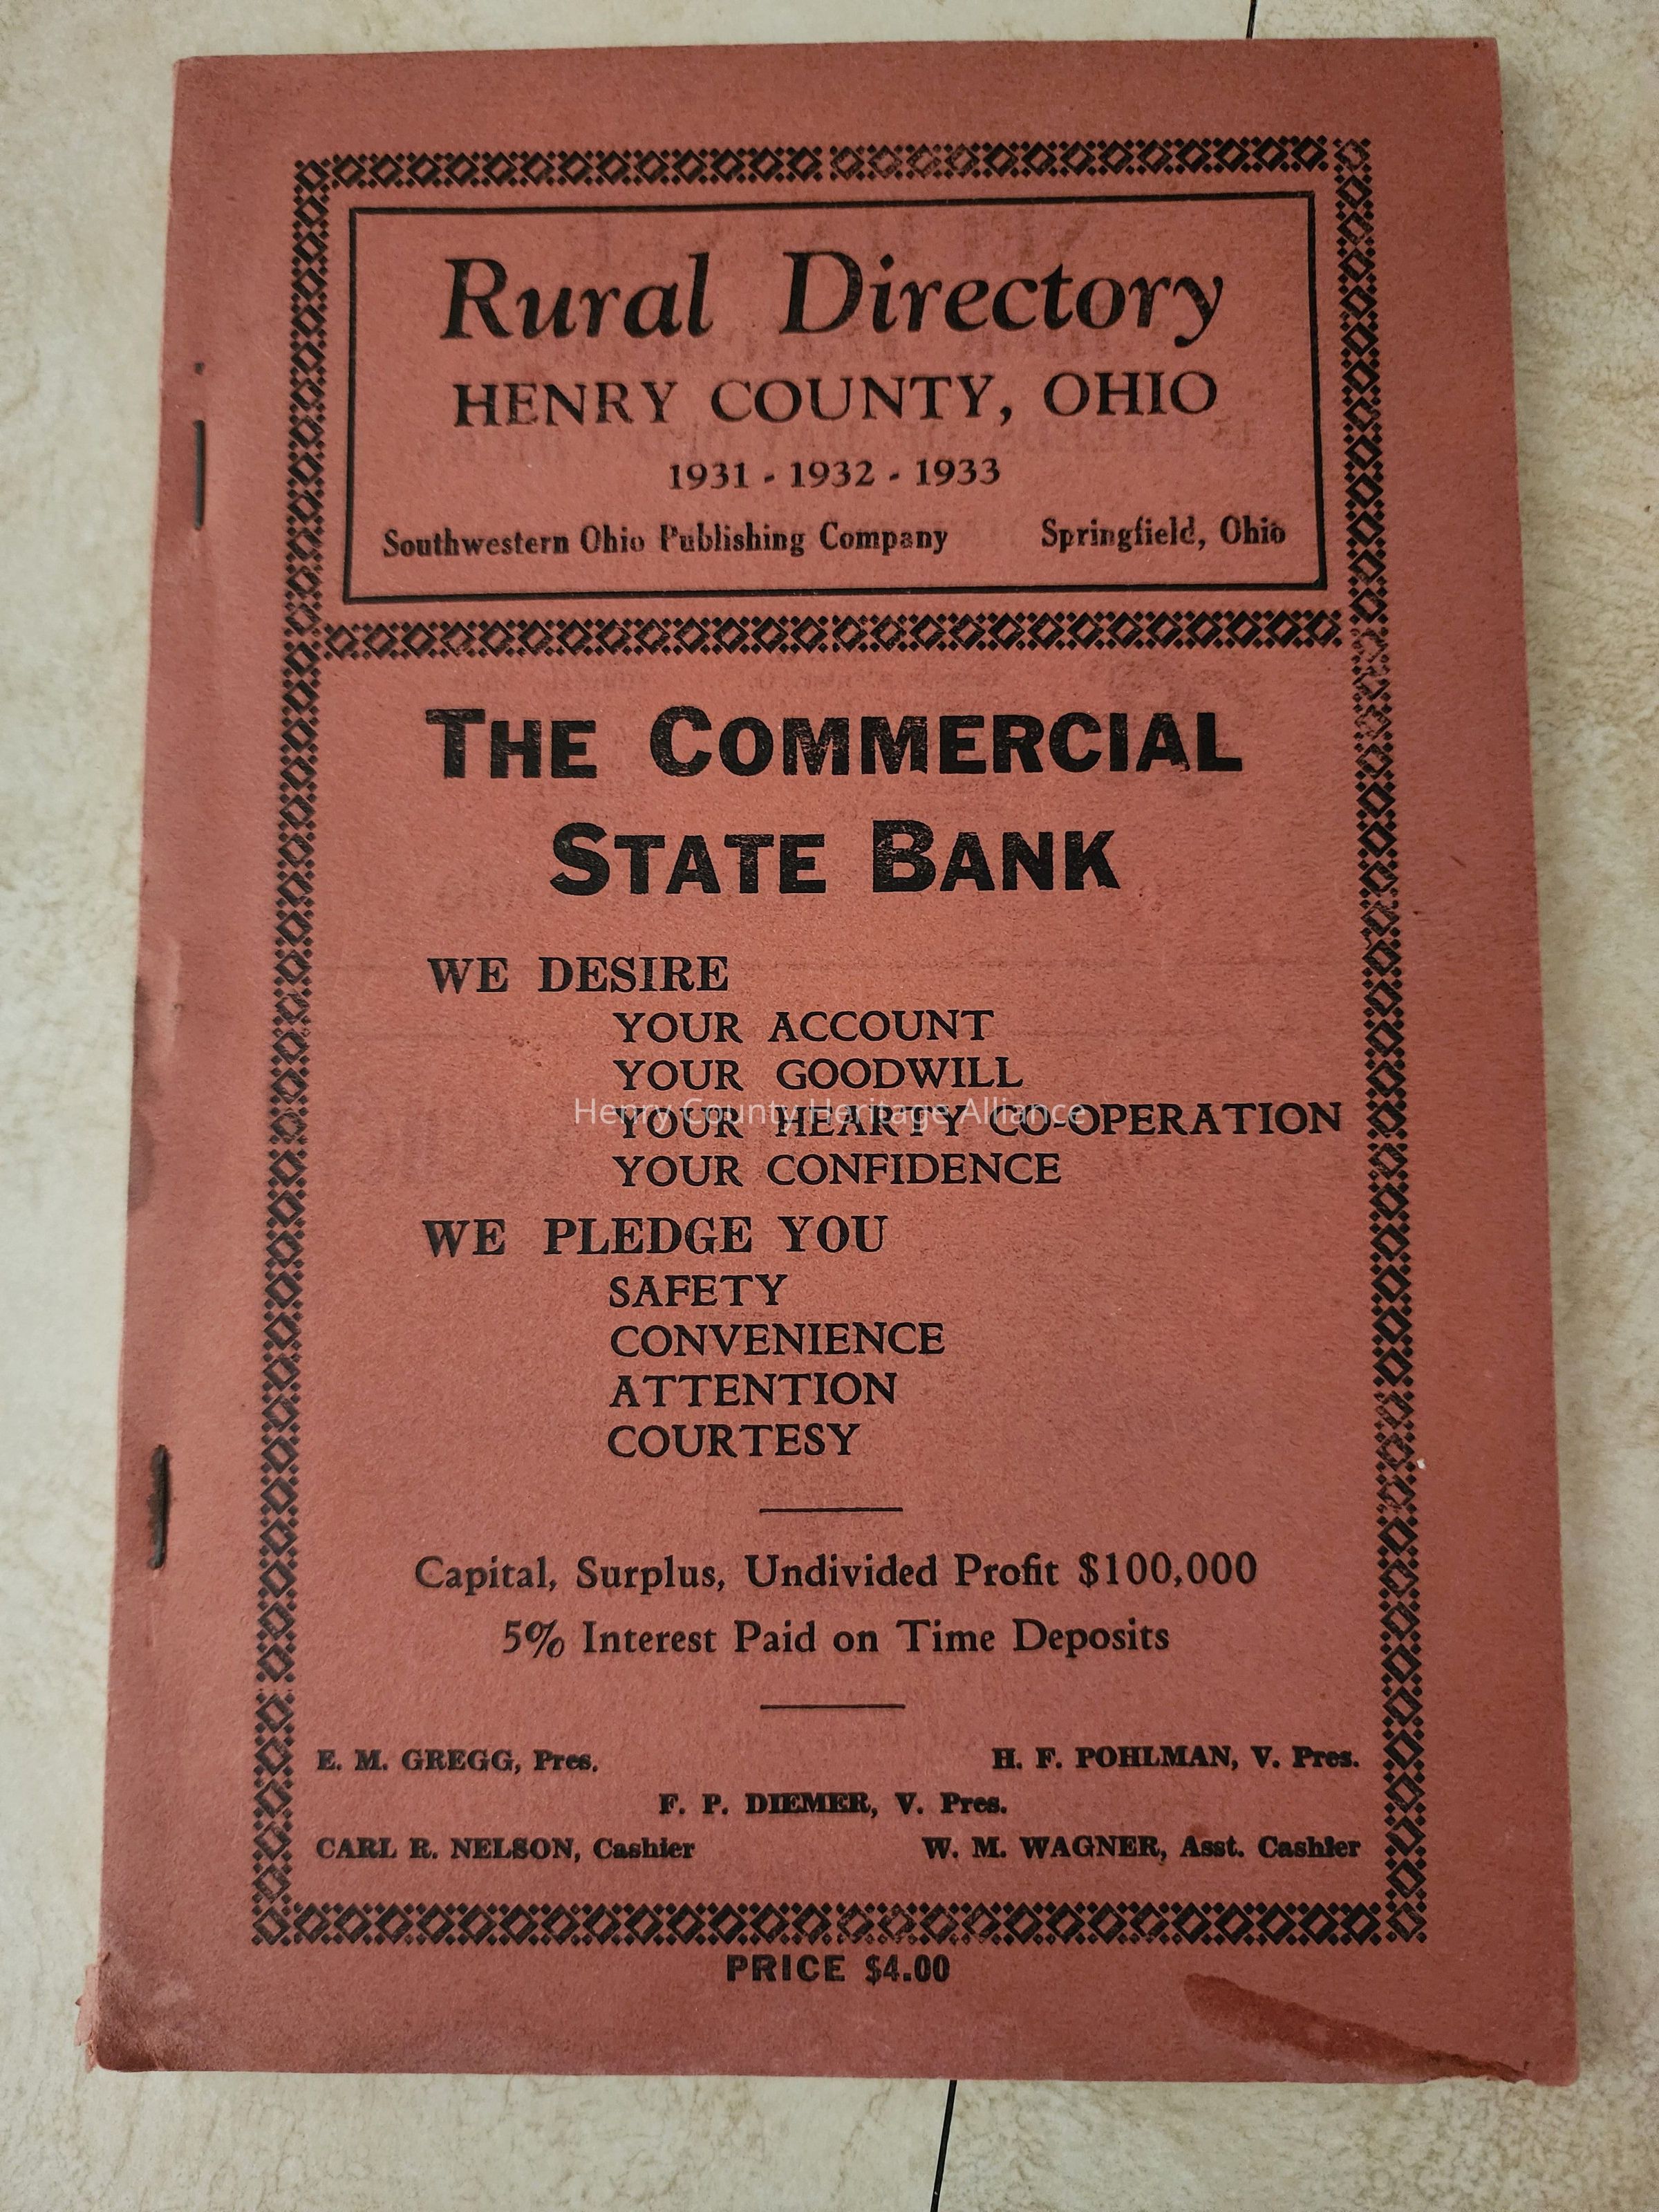 Rural Directory
HENRY COUNTY, OHIO
1931 - 1932 - 1933
Southwestern Ohio Publishing Company Springfield, Ohio
THE COMMERCIAL
STATE BANK
WE DESIRE
YOUR ACCOUNT
YOUR GOODWILL
YOUR HEARTY CO-OPERATION
Henry County Heritage Alliance
YOUR CONFIDENCE
WE PLEDGE YOU
SAFETY
CONVENIENCE
ATTENTION
COURTESY
Capital, Surplus, Undivided Profit $100,000
5% Interest Paid on Time Deposits
E. M. GREGG, Pres. H. F. POHLMAN, V. Pres.
F. P. DIEMER, V. Pres.
CARL R. NELSON, Cashier W. M. WAGNER, Asst. Cashier
PRICE $4.00